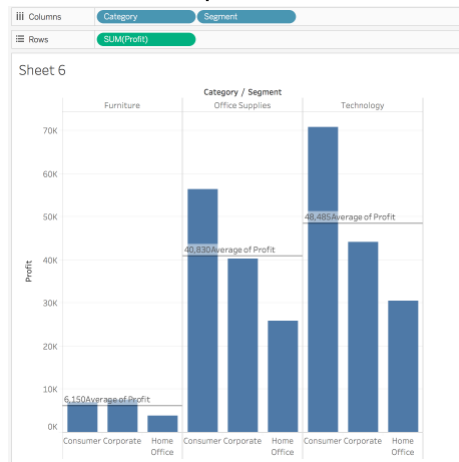 iii Columns Category Segment
Rows SUM(Profit)
Sheet 6
Category / Segment
Furniture Office Supplies Technology
70K
60K
50K
48,485Average of Profit
40,830Average of Profit
40K
Profit
30K
20K
10K
6,150Average of Profit
0K
Consumer Corporate Home Office Consumer Corporate Home Office Consumer Corporate Home Office